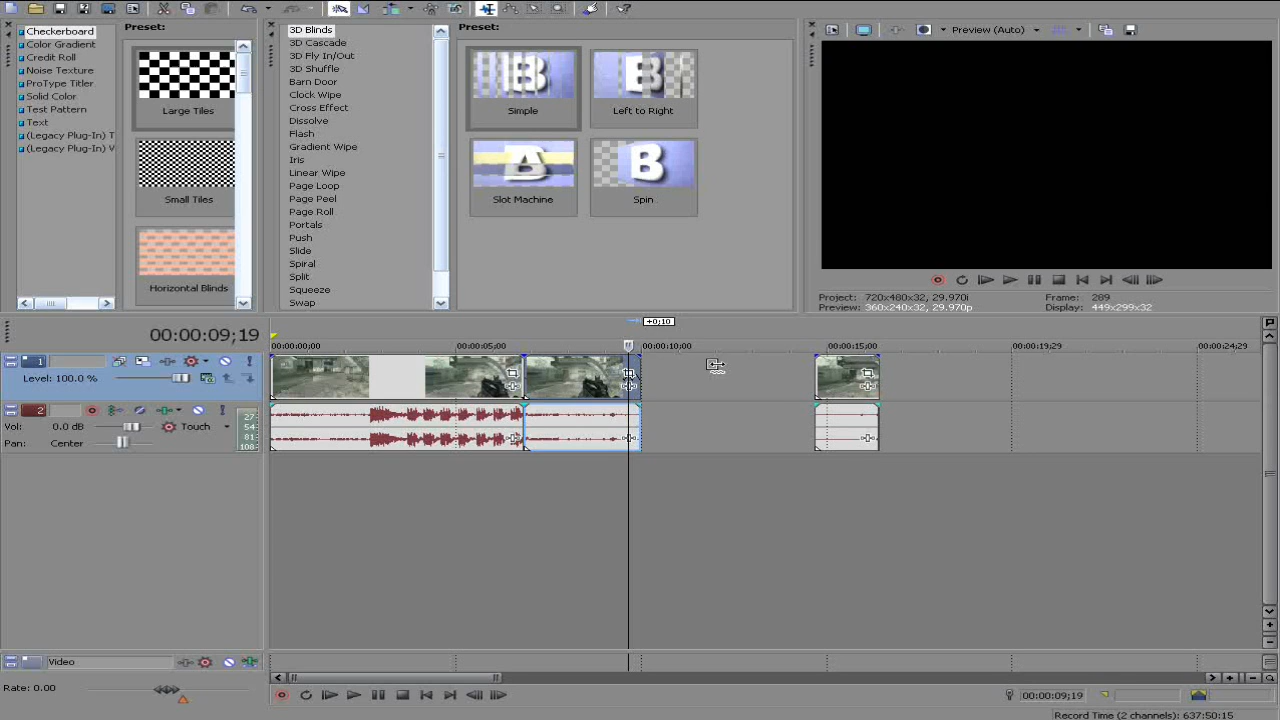 Checkerboard
Color Gradient
Credit Roll
Noise Texture
ProType Titler
Solid Color
Test Pattern
Text
(Legacy Plug-In) T
(Legacy Plug-In) V
Preset:
Large Tiles
Small Tiles
Horizontal Blinds
3D Blinds
3D Cascade
3D Fly In/Out
3D Shuffle
Barn Door
Clock Wipe
Cross Effect
Dissolve
Flash
Gradient Wipe
Iris
Linear Wipe
Page Loop
Page Peel
Page Roll
Portals
Push
Slide
Spiral
Split
Squeeze
Swap
Preset:
Simple
Left to Right
Slot Machine
Spin
Preview (Auto)
Project: 720x480x32, 29.970i
Frame: 289
Preview: 360x240x32, 29.970p
Display: 449x299x32
00:00:09;19
+0;10
00:00:00;00
00:00:05;00
00:00:10;00
00:00:15;00
00:00:19;29
00:00:24;29
1
Level: 100.0 %
2
Vol: 0.0 dB
Touch
Pan: Center
27-
54-
81-
108-
Video
Rate: 0.00
00:00:09;19
Record Time (2 channels): 637:50:15